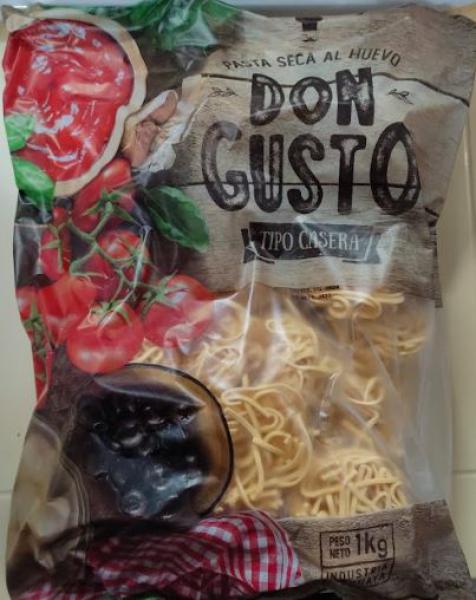 PASTA SECA AL HUEVO
DON
GUSTO
TIPO CASERA
PESO
NETO 1Kg
INDUSTRIA